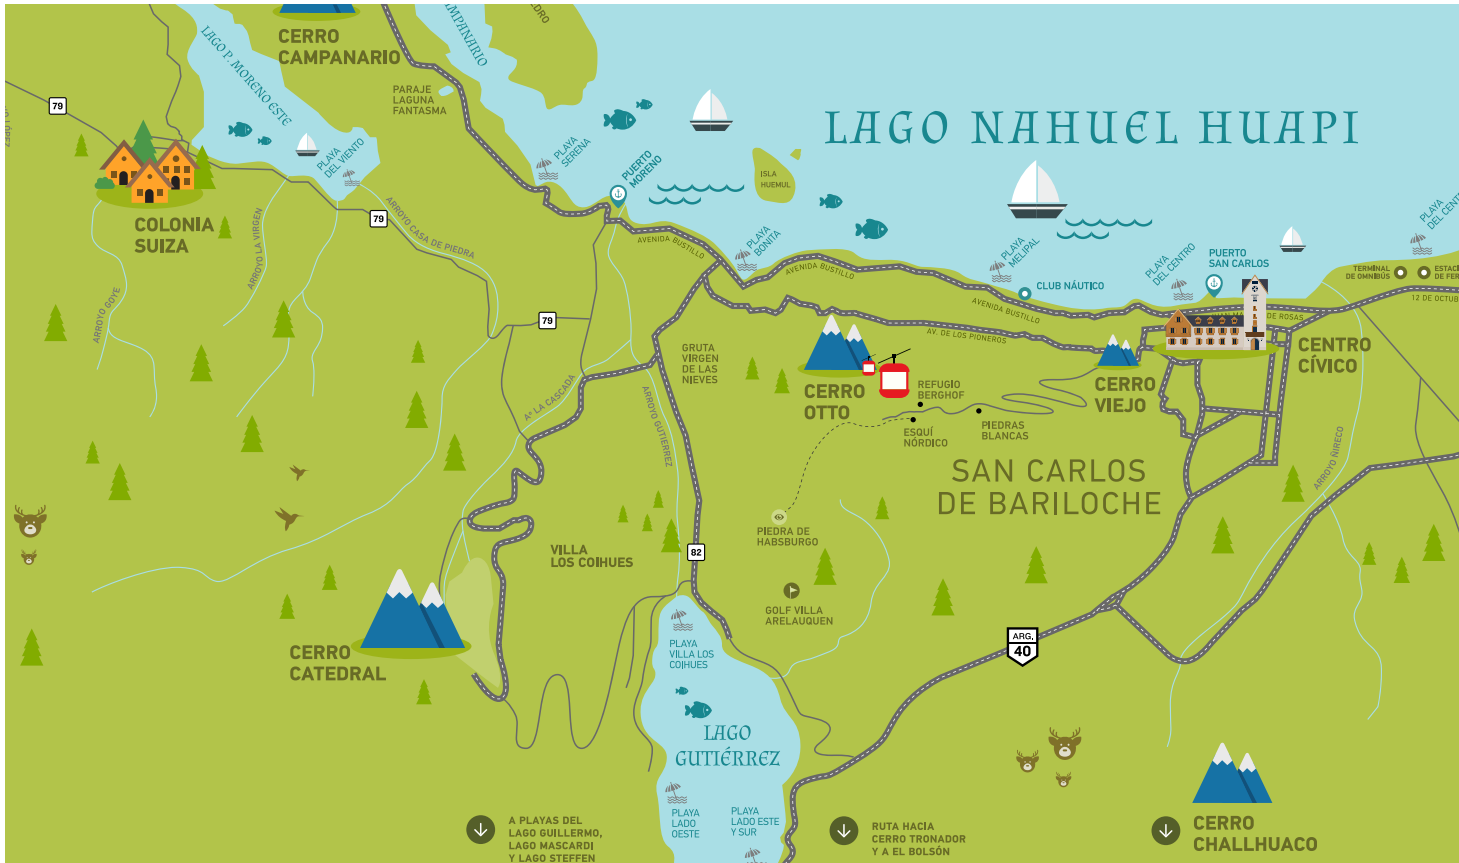 CERRO
CAMPANARIO
LAGO P. MORENO ESTE
PARAJE
LAGUNA
FANTASMA
79
LAGO NAHUEL HUAPI
PLAYA
DEL VIENTO
PLAYA
SERENA
PUERTO
MORENO
ISLA
HUEMUL
COLONIA
SUIZA
79
ARROYO LA VIRGEN
ARROYO CASA DE PIEDRA
ARROYO GOYE
AVENIDA BUSTILLO
PLAYA
BONITA
AVENIDA BUSTILLO
PLAYA
MELIPAL
CLUB NÁUTICO
AVENIDA BUSTILLO
PLAYA
DEL CENTRO
PUERTO
SAN CARLOS
TERMINAL
DE OMNIBÚS
DE ROSAS
79
AV. DE LOS PIONEROS
GRUTA
VIRGEN
DE LAS
NIEVES
CENTRO
CÍVICO
CERRO
OTTO
REFUGIO
BERGHOF
CERRO
VIEJO
Aº LA CASCADA
ARROYO GUTIÉRREZ
ESQUÍ
NÓRDICO
PIEDRAS
BLANCAS
ARROYO ÑIRECO
SAN CARLOS
DE BARILOCHE
PIEDRA DE
HABSBURGO
VILLA
LOS COIHUES
82
GOLF VILLA
ARELAUQUEN
CERRO
CATEDRAL
PLAYA
VILLA LOS
COIHUES
ARG.
40
LAGO
GUTIÉRREZ
PLAYA
LADO
OESTE
PLAYA
LADO ESTE
Y SUR
A PLAYAS DEL
LAGO GUILLERMO,
LAGO MASCARDI
Y LAGO STEFFEN
RUTA HACIA
CERRO TRONADOR
Y A EL BOLSÓN
CERRO
CHALLHUACO